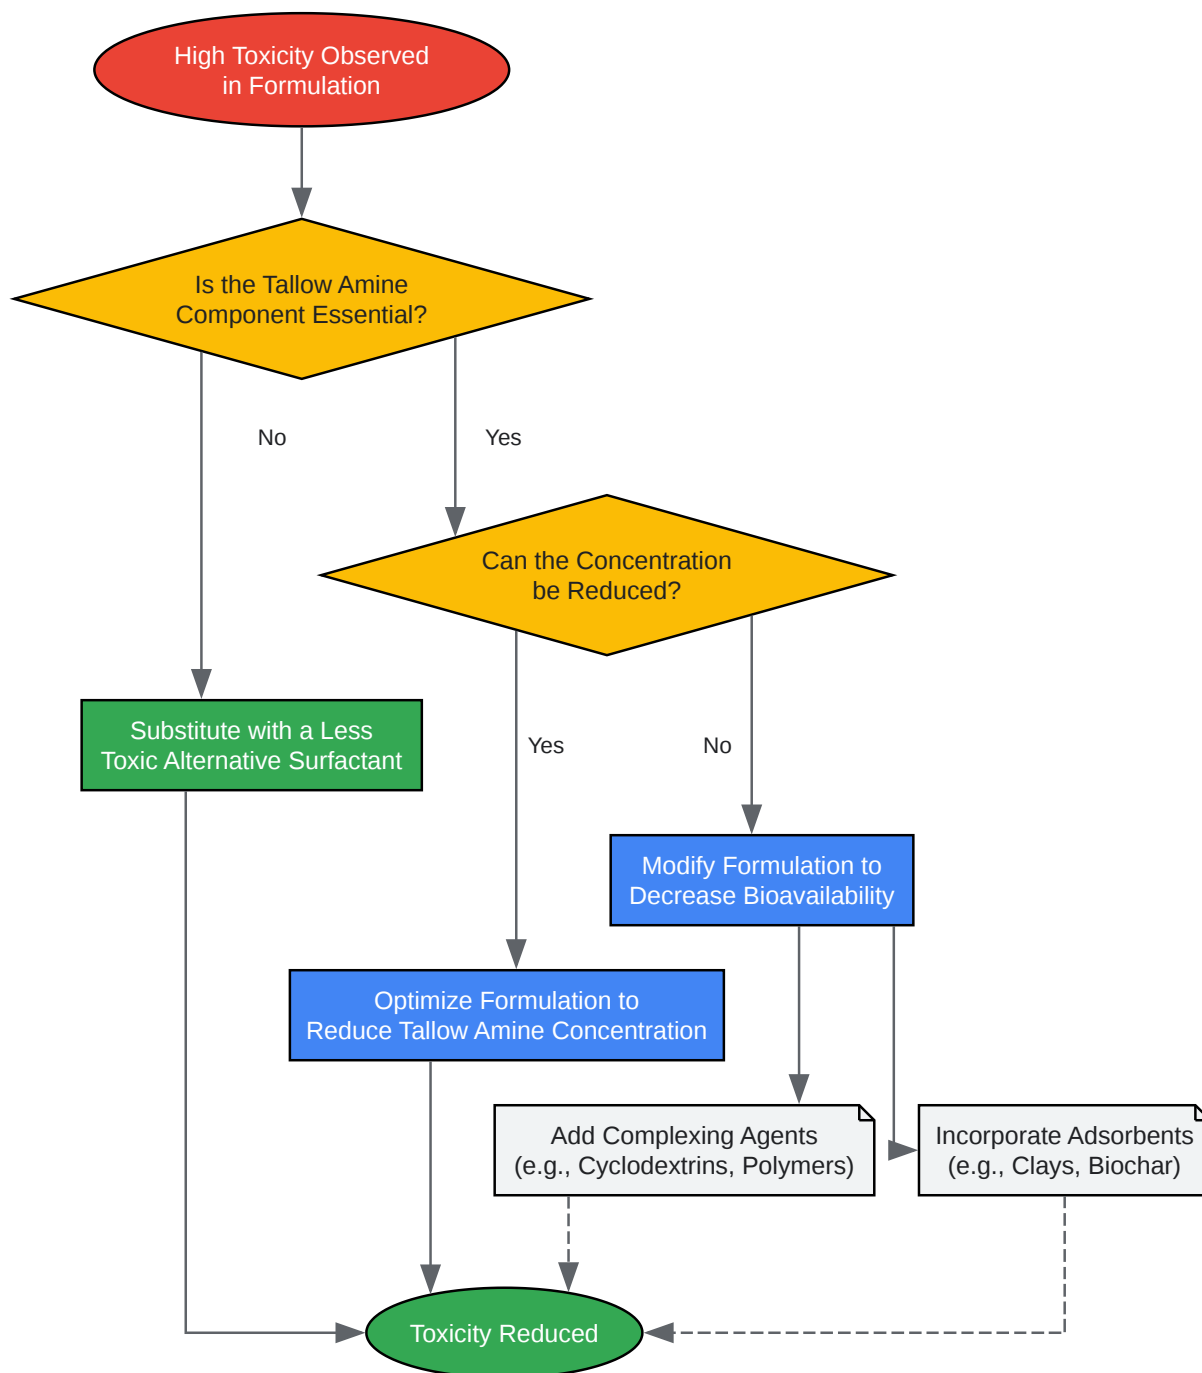 High Toxicity Observed
in Formulation
Is the Tallow Amine
Component Essential?
No
Yes
Can the Concentration
be Reduced?
Substitute with a Less
Toxic Alternative Surfactant
Yes
No
Modify Formulation to
Decrease Bioavailability
Optimize Formulation to
Reduce Tallow Amine Concentration
Add Complexing Agents
(e.g., Cyclodextrins, Polymers)
Incorporate Adsorbents
(e.g., Clays, Biochar)
Toxicity Reduced